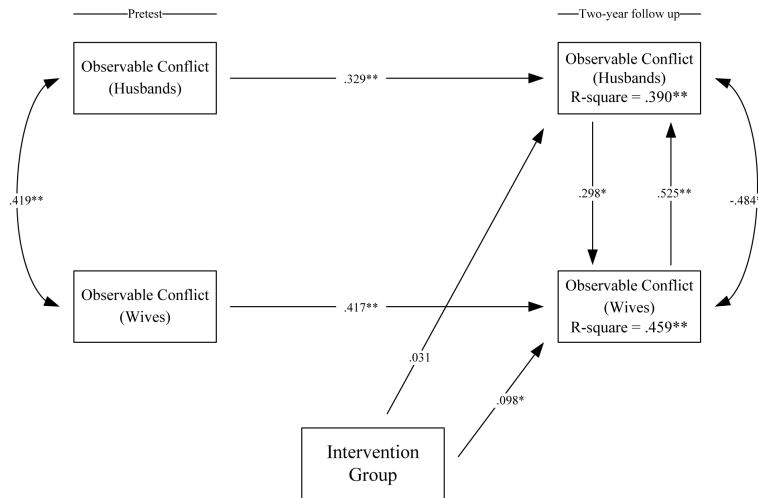 Pretest
Two-year follow up
Observable Conflict
(Husbands)
.329**
Observable Conflict
(Husbands)
R-square = .390**
.419**
.298*
.525**
-.484*
Observable Conflict
(Wives)
.417**
Observable Conflict
(Wives)
R-square = .459**
.031
.098*
Intervention
Group